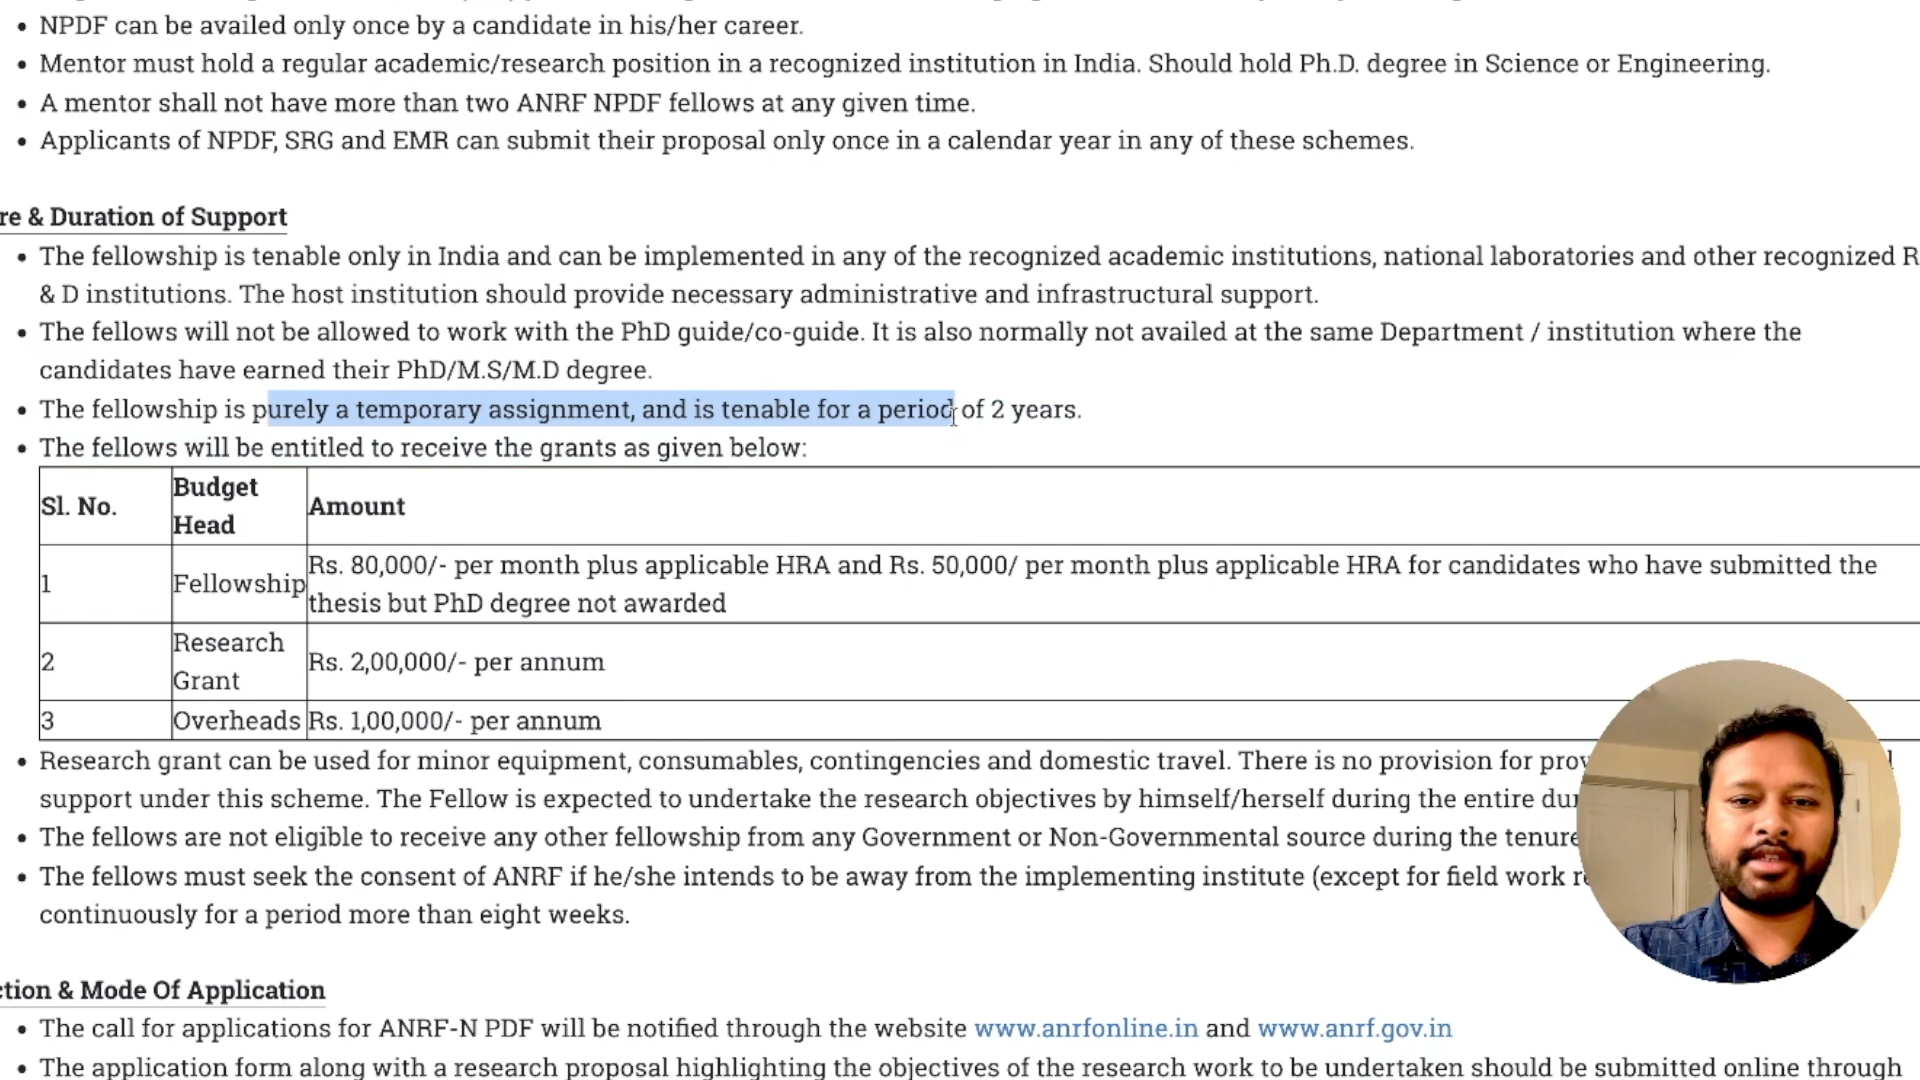 • NPDF can be availed only once by a candidate in his/her career.
• Mentor must hold a regular academic/research position in a recognized institution in India. Should hold Ph.D. degree in Science or Engineering.
• A mentor shall not have more than two ANRF NPDF fellows at any given time.
• Applicants of NPDF, SRG and EMR can submit their proposal only once in a calendar year in any of these schemes.
re & Duration of Support
• The fellowship is tenable only in India and can be implemented in any of the recognized academic institutions, national laboratories and other recognized R
& D institutions. The host institution should provide necessary administrative and infrastructural support.
• The fellows will not be allowed to work with the PhD guide/co-guide. It is also normally not availed at the same Department / institution where the
candidates have earned their PhD/M.S/M.D degree.
• The fellowship is purely a temporary assignment, and is tenable for a period of 2 years.
• The fellows will be entitled to receive the grants as given below:
Sl. No. Budget Head Amount
1 Fellowship Rs. 80,000/- per month plus applicable HRA and Rs. 50,000/ per month plus applicable HRA for candidates who have submitted the
thesis but PhD degree not awarded
2 Research Grant Rs. 2,00,000/- per annum
3 Overheads Rs. 1,00,000/- per annum
• Research grant can be used for minor equipment, consumables, contingencies and domestic travel. There is no provision for
support under this scheme. The Fellow is expected to undertake the research objectives by himself/herself during the entire
• The fellows are not eligible to receive any other fellowship from any Government or Non-Governmental source during the tenure
• The fellows must seek the consent of ANRF if he/she intends to be away from the implementing institute (except for field work
continuously for a period more than eight weeks.
ction & Mode Of Application
• The call for applications for ANRF-N PDF will be notified through the website www.anrfonline.in and www.anrf.gov.in
• The application form along with a research proposal highlighting the objectives of the research work to be undertaken should be submitted online through